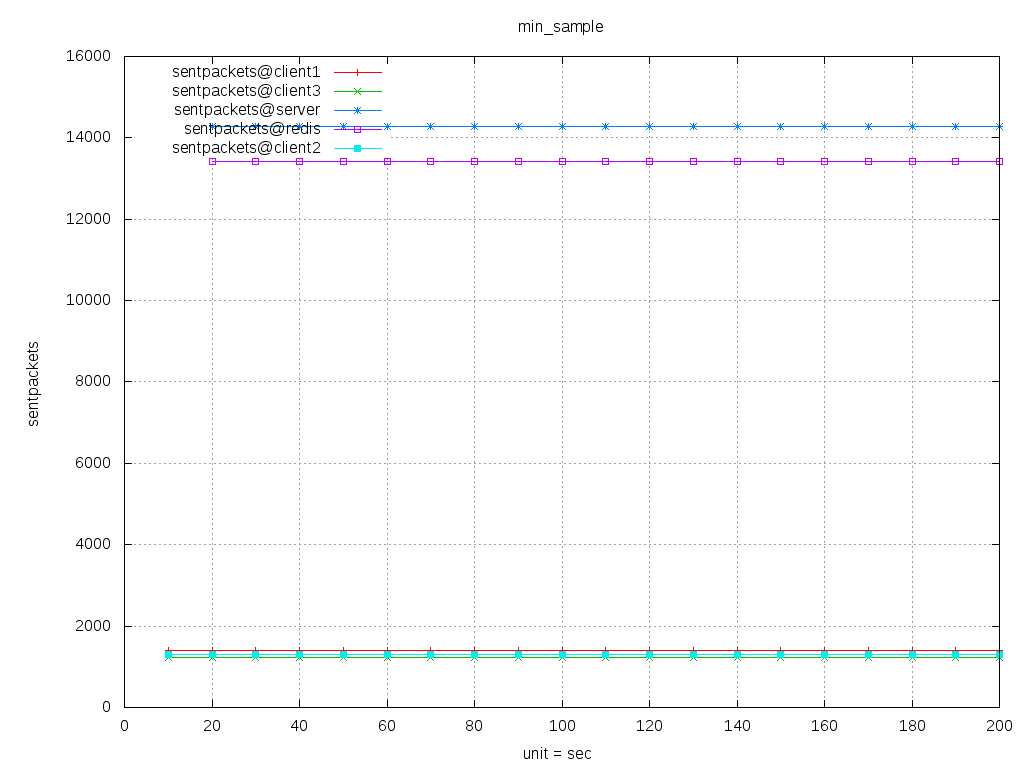 min_sample
16000
14000
12000
10000
8000
6000
4000
2000
0
sentpackets
sentpackets@client1
sentpackets@client3
sentpackets@server
sentpackets@redis
sentpackets@client2
0 20 40 60 80 100 120 140 160 180 200
unit = sec